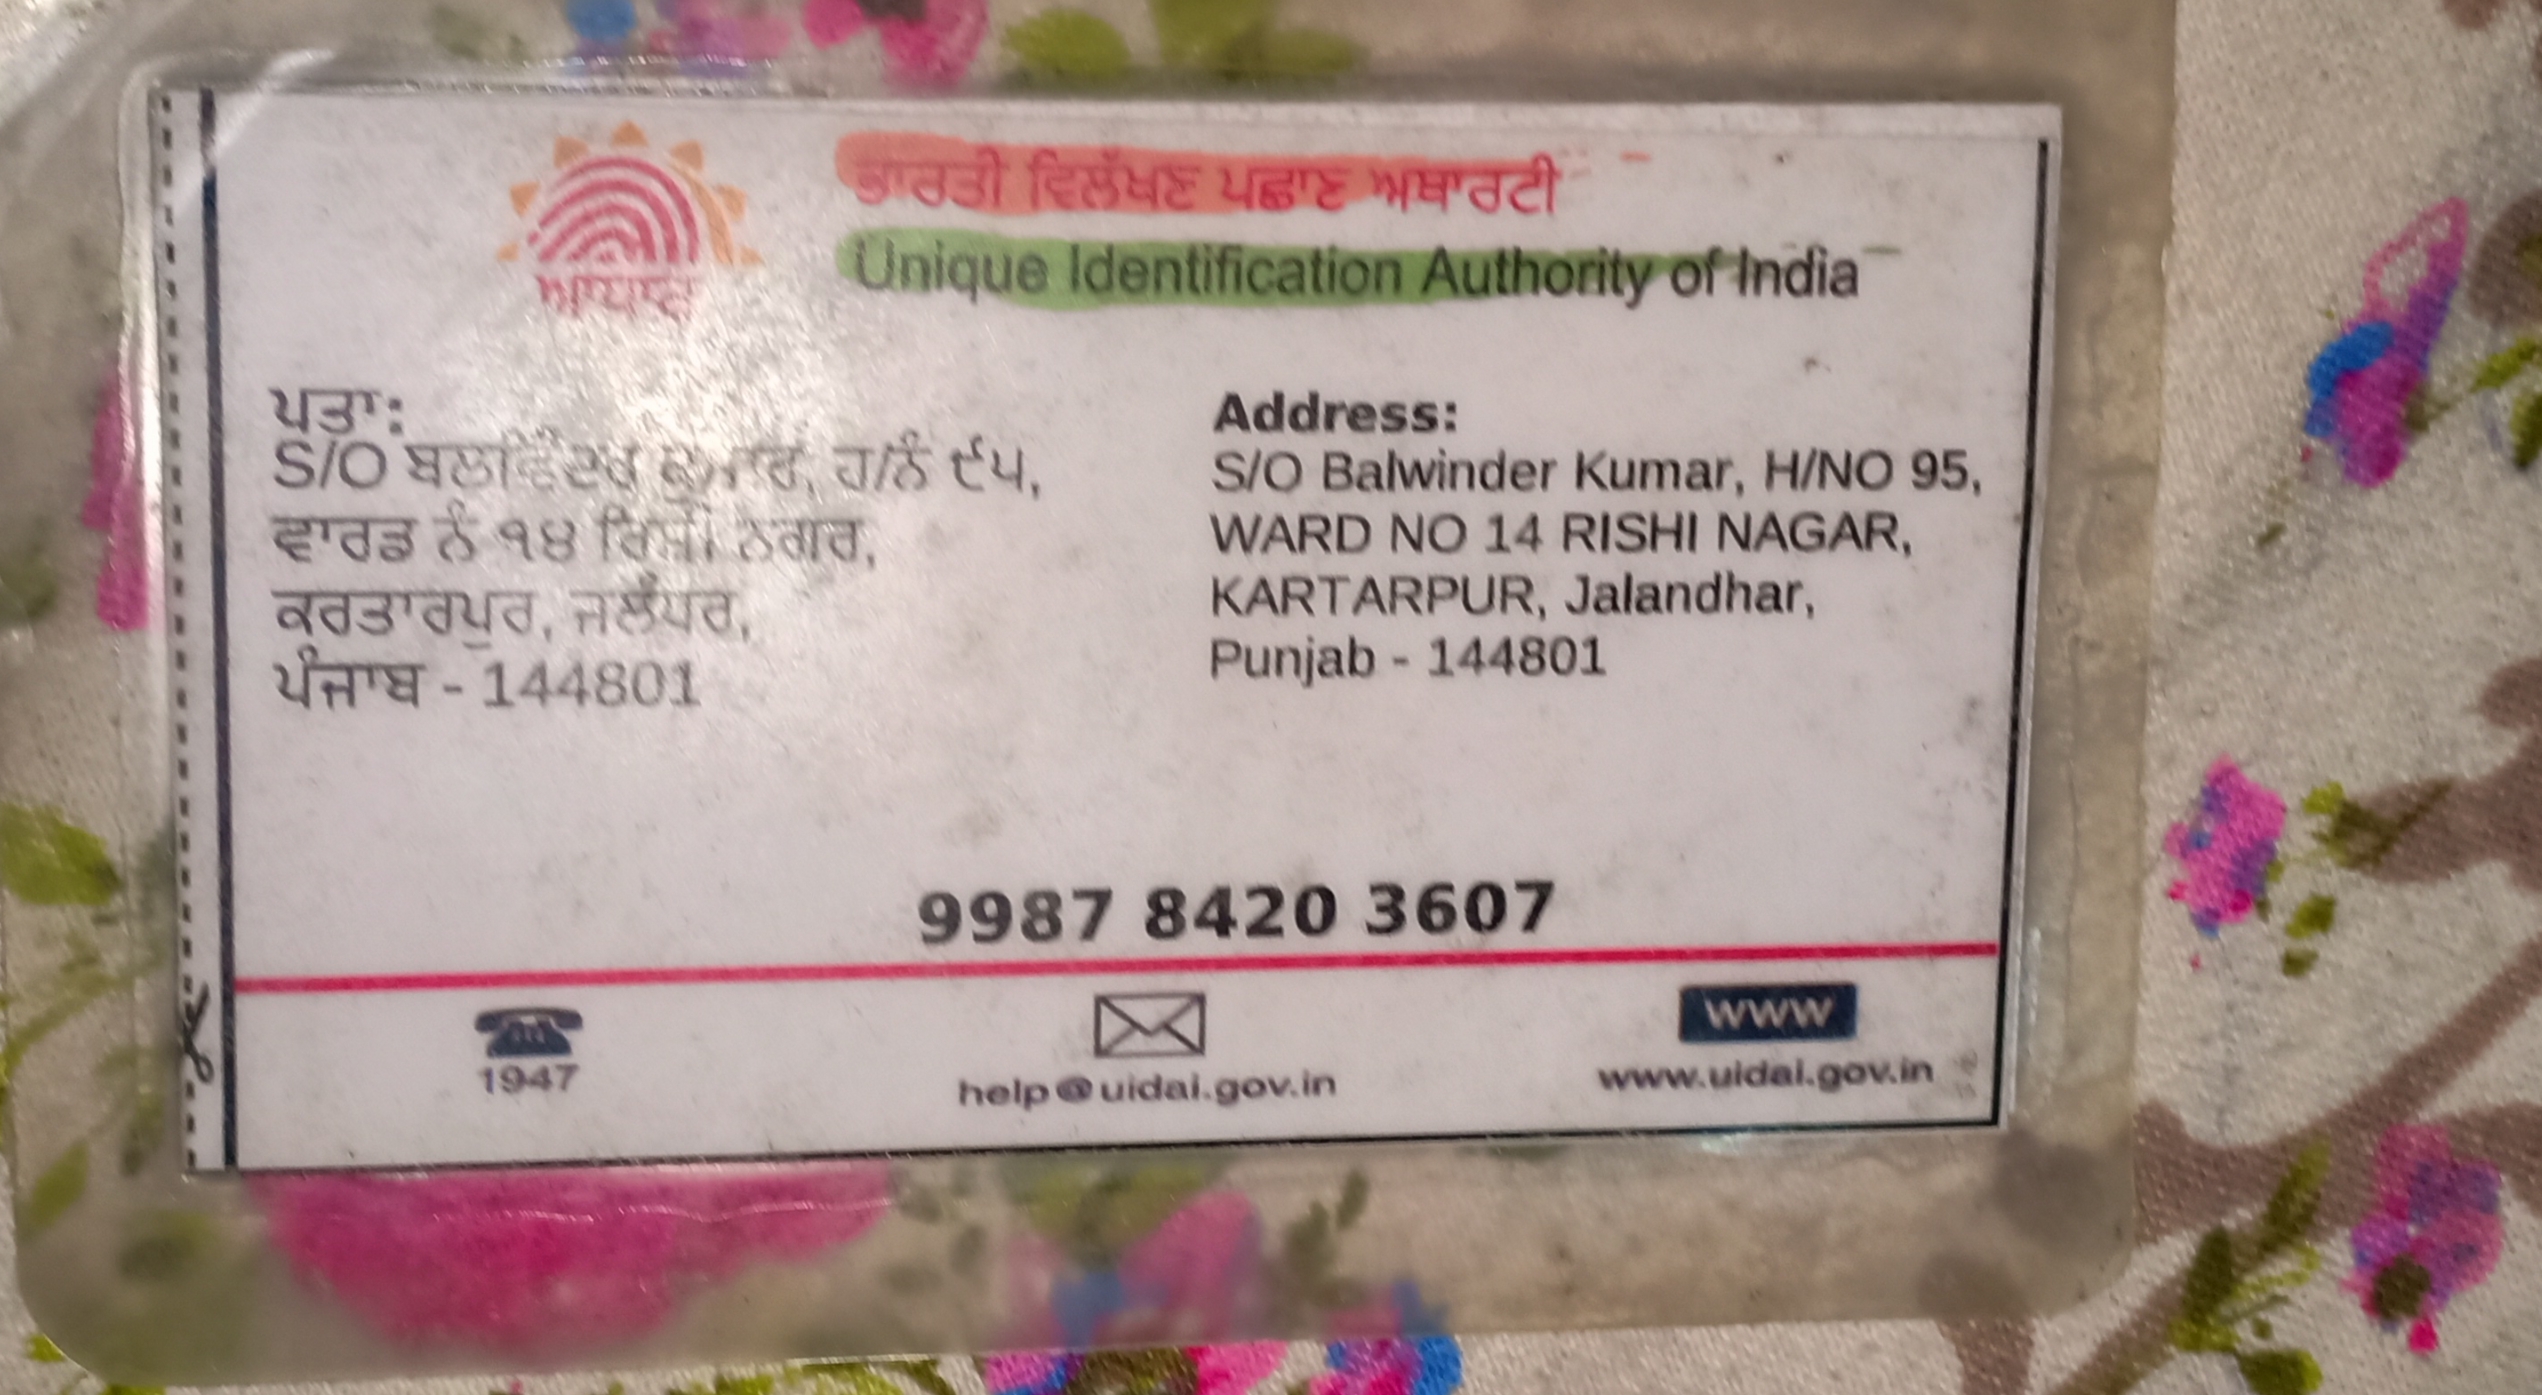 ਭਾਰਤੀ ਵਿਲੱਖਣ ਪਛਾਣ ਅਥਾਰਟੀ
Unique Identification Authority of India
ਆਧਾਰ
ਪਤਾ:
S/O ਬਲਵਿੰਦਰ ਕੁਮਾਰ, ਹ/ਨੰ ੯੫,
ਵਾਰਡ ਨੰ ੧੪ ਰਿਸ਼ੀ ਨਗਰ,
ਕਰਤਾਰਪੁਰ, ਜਲੰਧਰ,
ਪੰਜਾਬ - 144801
Address:
S/O Balwinder Kumar, H/NO 95,
WARD NO 14 RISHI NAGAR,
KARTARPUR, Jalandhar,
Punjab - 144801
9987 8420 3607
1947
help@uidai.gov.in
www
www.uidai.gov.in